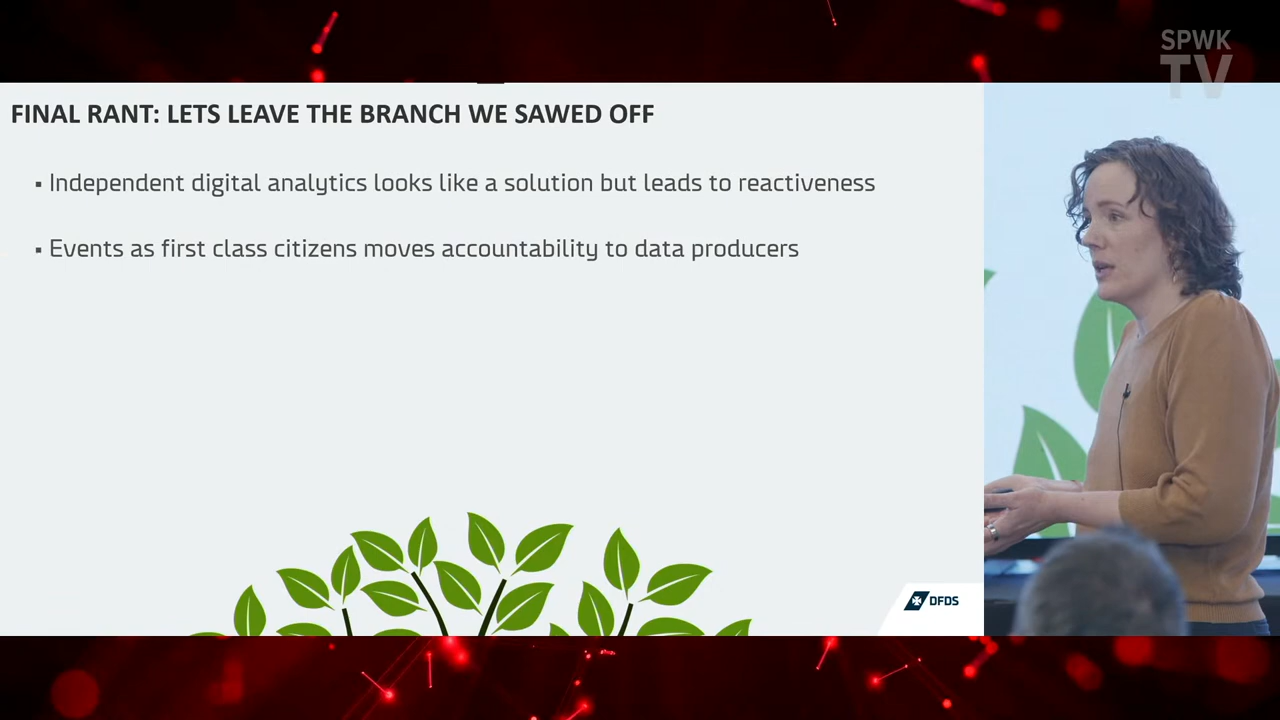 SPWK
TV
FINAL RANT: LETS LEAVE THE BRANCH WE SAWED OFF
▪ Independent digital analytics looks like a solution but leads to reactiveness
▪ Events as first class citizens moves accountability to data producers
DFDS